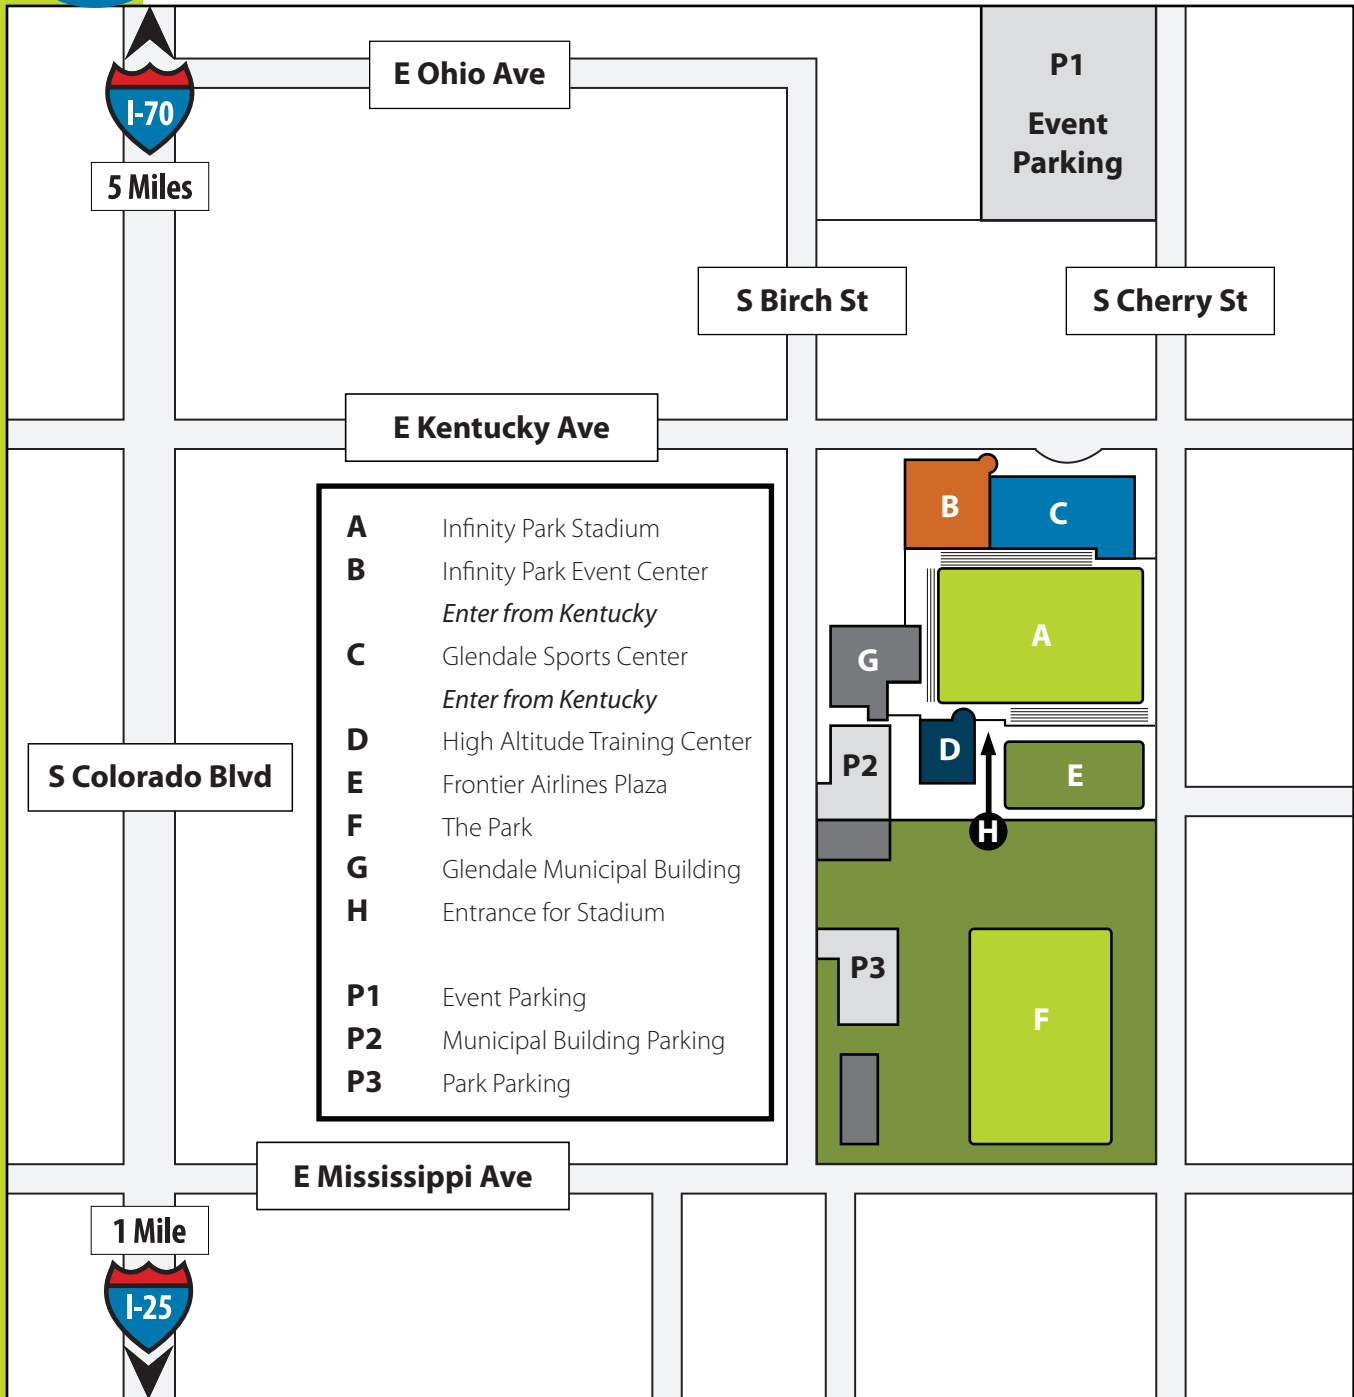 E Ohio Ave
P1
Event
Parking
I-70
5 Miles
S Birch St
S Cherry St
E Kentucky Ave
A Infinity Park Stadium
B Infinity Park Event Center
Enter from Kentucky
C Glendale Sports Center
Enter from Kentucky
D High Altitude Training Center
E Frontier Airlines Plaza
F The Park
G Glendale Municipal Building
H Entrance for Stadium
P1 Event Parking
P2 Municipal Building Parking
P3 Park Parking
B
C
A
G
D
P2
E
H
P3
F
S Colorado Blvd
E Mississippi Ave
1 Mile
I-25